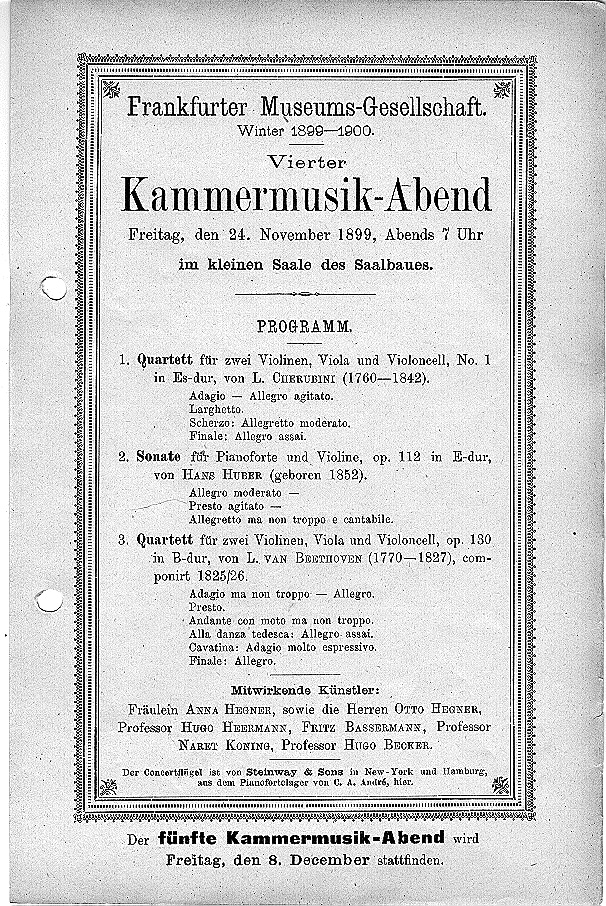 Frankfurter Museums-Gesellschaft.
Winter 1899—1900.
Vierter
Kammermusik-Abend
Freitag, den 24. November 1899, Abends 7 Uhr
im kleinen Saale des Saalbaues.
PROGRAMM.
1. Quartett für zwei Violinen, Viola und Violoncell, No. 1
in Es-dur, von L. CHERUBINI (1760—1842).
Adagio — Allegro agitato.
Larghetto.
Scherzo: Allegretto moderato.
Finale: Allegro assai.
2. Sonate für Pianoforte und Violine, op. 112 in E-dur,
von HANS HUBER (geboren 1852).
Allegro moderato —
Presto agitato —
Allegretto ma non troppo e cantabile.
3. Quartett für zwei Violinen, Viola und Violoncell, op. 130
in B-dur, von L. VAN BEETHOVEN (1770—1827), com-
ponirt 1825/26.
Adagio ma non troppo — Allegro.
Presto.
Andante con moto ma non troppo.
Alla danza tedesca: Allegro assai.
Cavatina: Adagio molto espressivo.
Finale: Allegro.
Mitwirkende Künstler:
Fräulein ANNA HEGNER, sowie die Herren OTTO HEGNER,
Professor HUGO HEERMANN, FRITZ BASSERMANN, Professor
NARET KONING, Professor HUGO BECKER.
Der Concertflügel ist von Steinway & Sons in New-York und Hamburg,
aus dem Pianofortelager von C. A. André, hier.
Der fünfte Kammermusik-Abend wird
Freitag, den 8. December stattfinden.